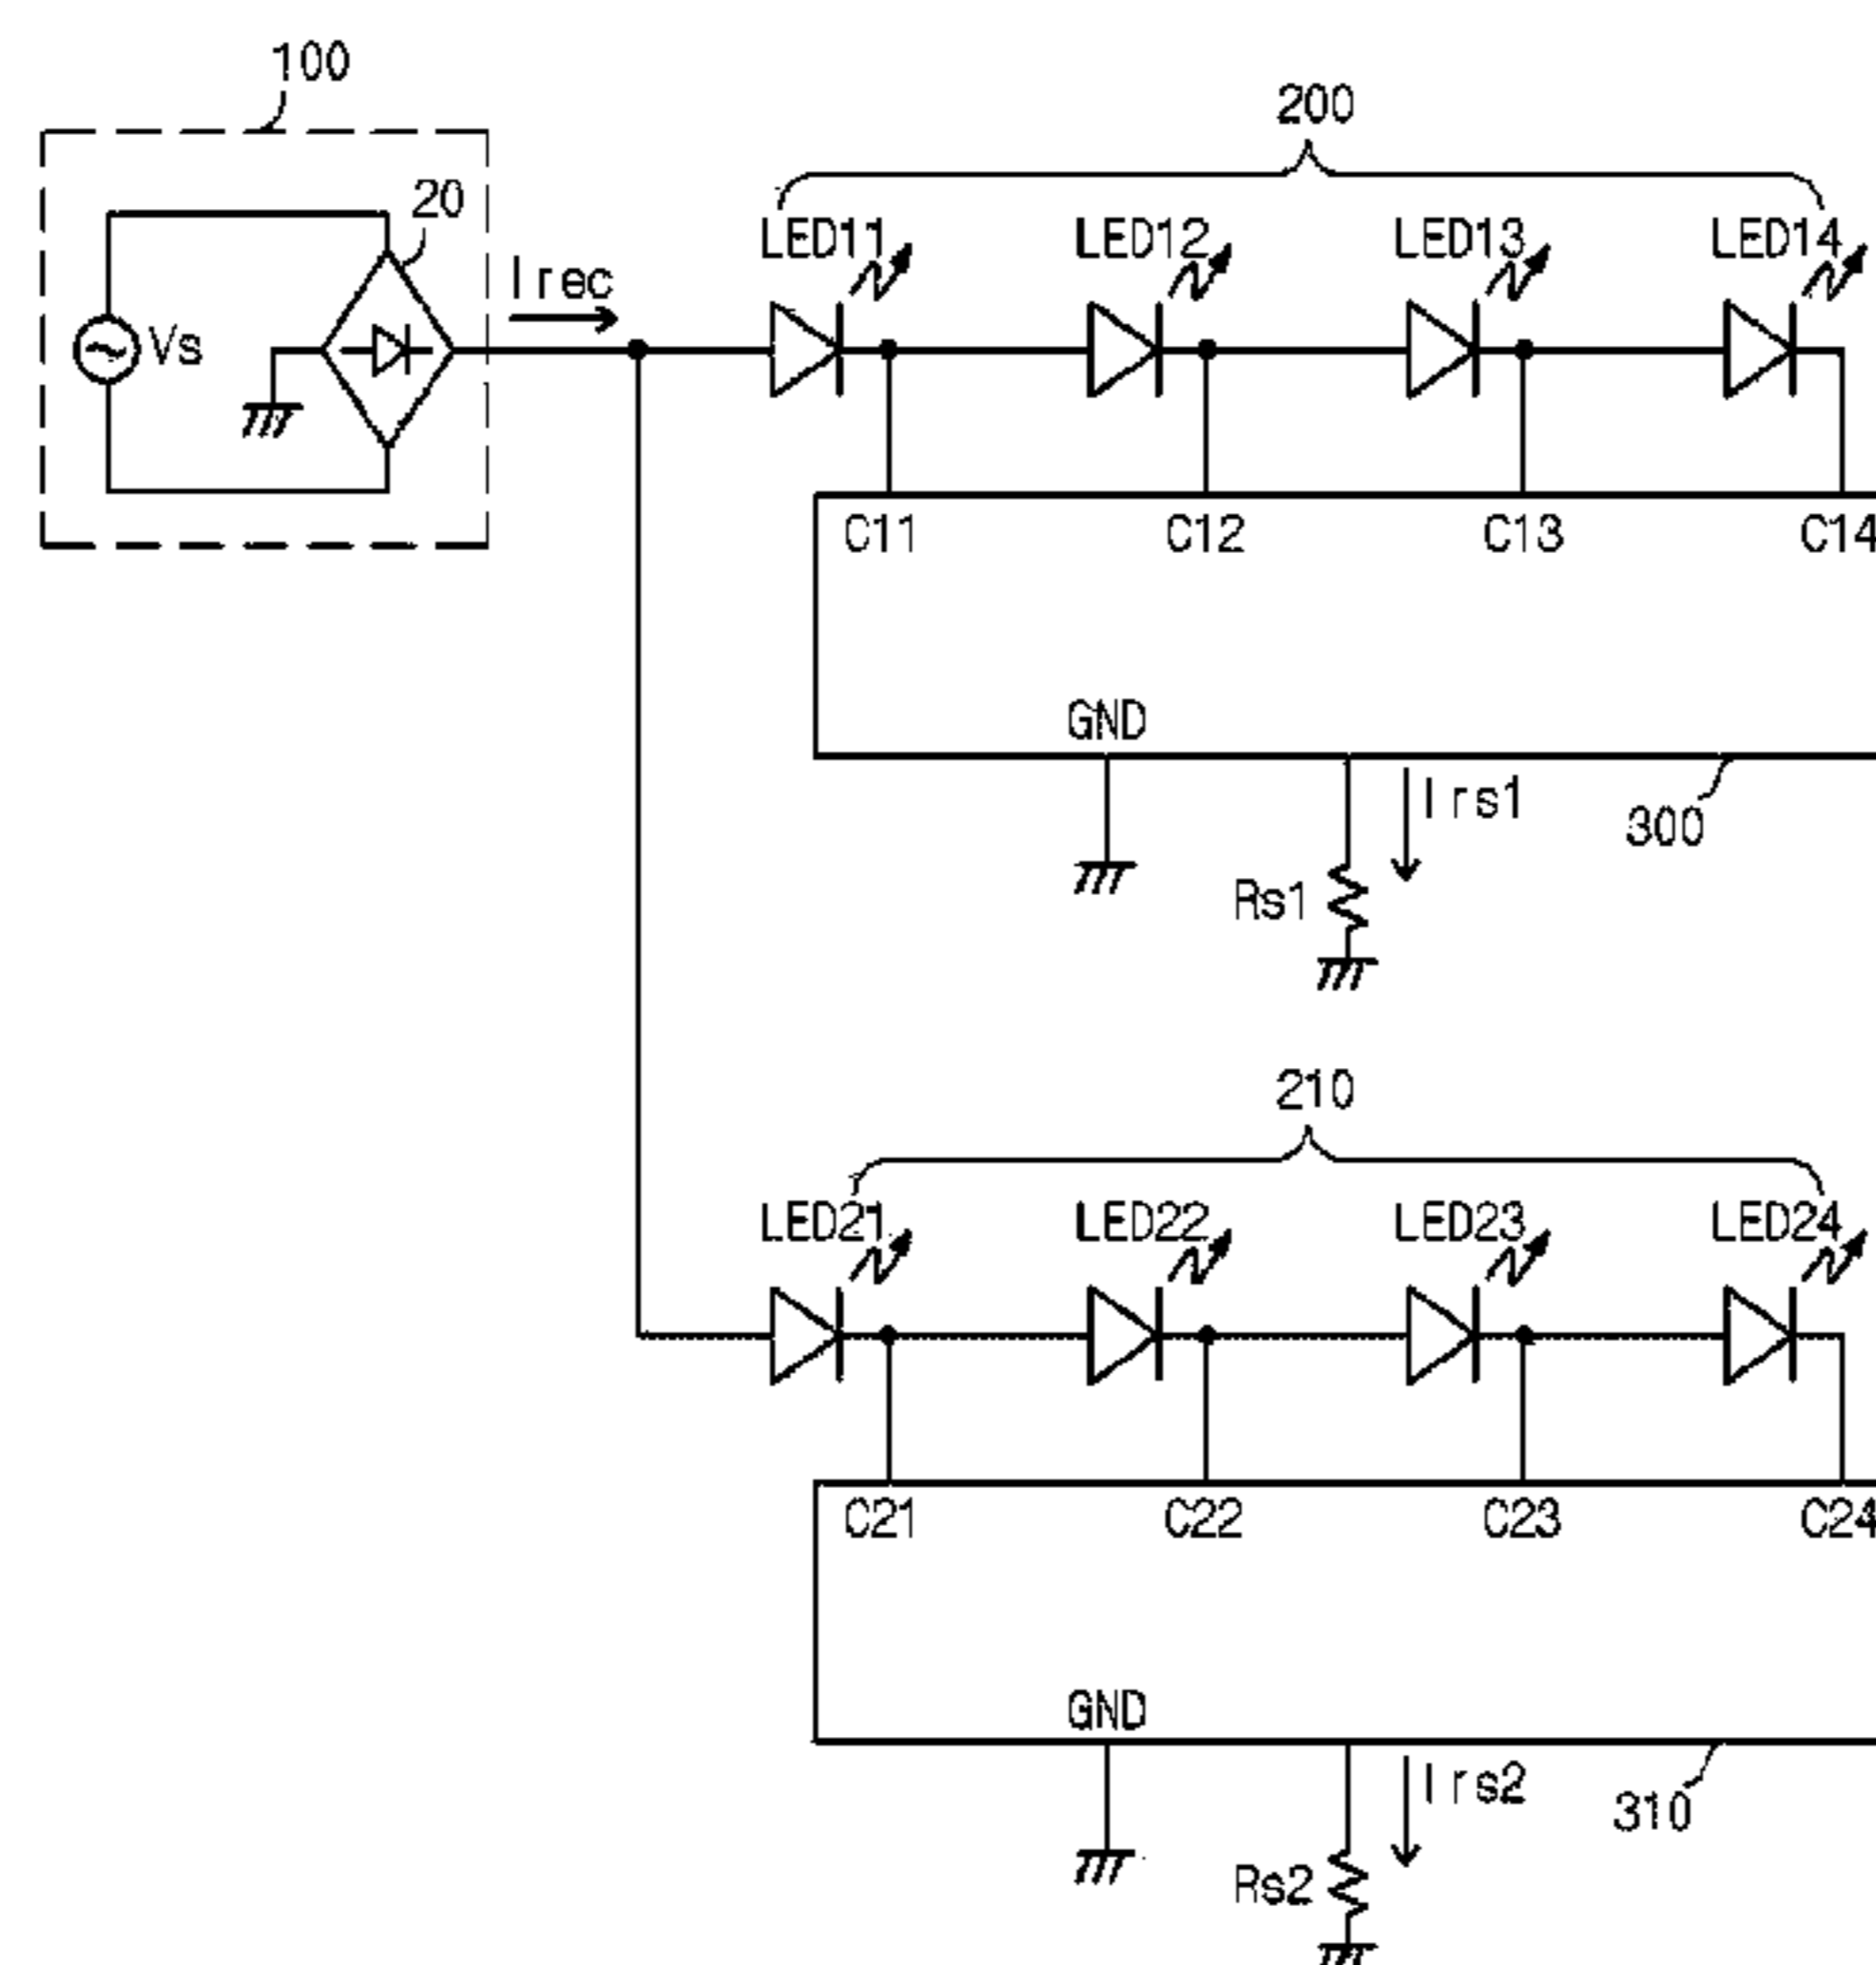 100
200
20
LED11 LED12 LED13 LED14
Irec
Vs
C11 C12 C13 C14
GND
Irs1
300
Rs1
210
LED21 LED22 LED23 LED24
C21 C22 C23 C24
GND
Irs2
310
Rs2